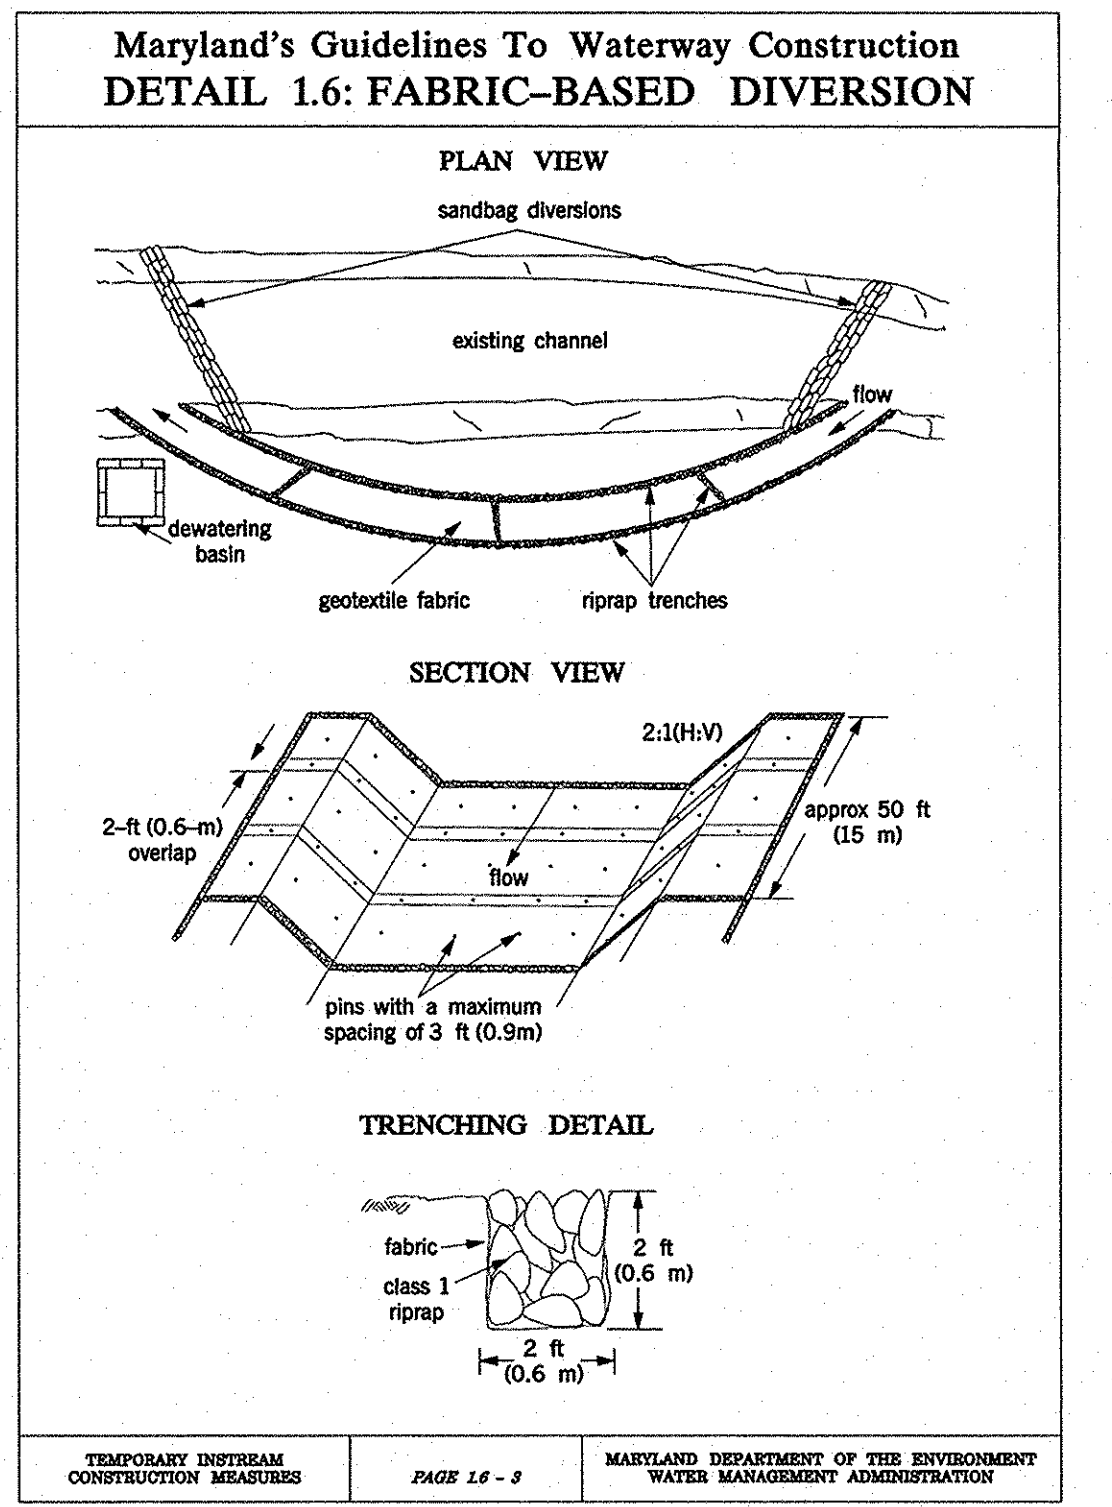 Maryland's Guidelines To Waterway Construction
DETAIL 1.6: FABRIC-BASED DIVERSION
PLAN VIEW
sandbag diversions
existing channel
flow
dewatering
basin
geotextile fabric
riprap trenches
SECTION VIEW
2:1(H:V)
2-ft (0.6-m)
overlap
approx 50 ft
(15 m)
flow
pins with a maximum
spacing of 3 ft (0.9m)
TRENCHING DETAIL
fabric
class 1
riprap
2 ft
(0.6 m)
2 ft
(0.6 m)
TEMPORARY INSTREAM
CONSTRUCTION MEASURES
PAGE 1.6 - 3
MARYLAND DEPARTMENT OF THE ENVIRONMENT
WATER MANAGEMENT ADMINISTRATION